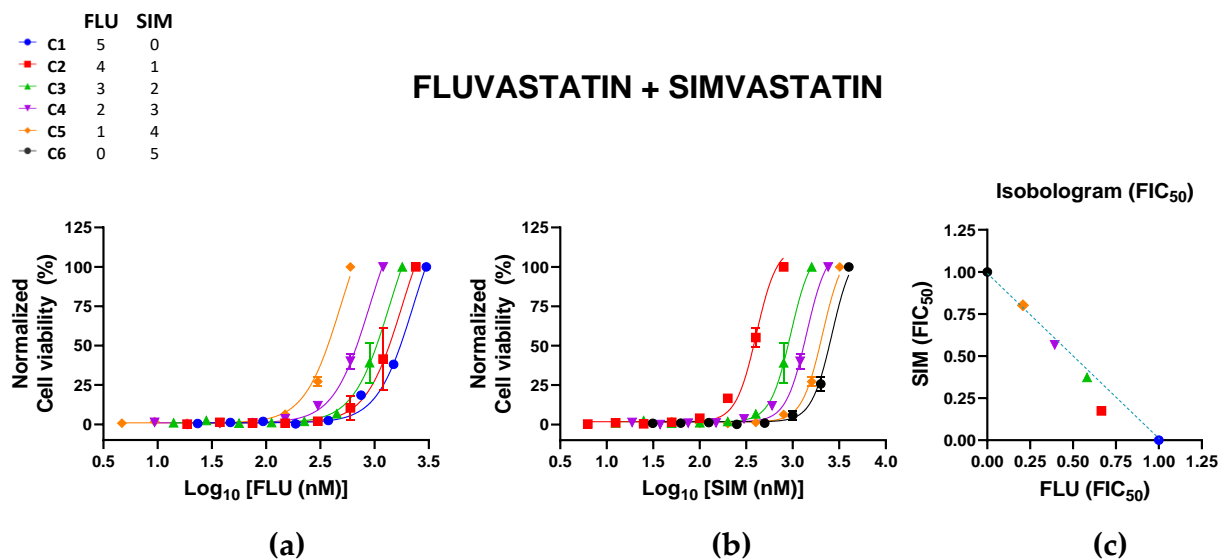 FLU SIM
C1 5 0
C2 4 1
C3 3 2
C4 2 3
C5 1 4
C6 0 5
FLUVASTATIN + SIMVASTATIN
Normalized
Cell viability (%)
125
100
75
50
25
0
0.5 1.0 1.5 2.0 2.5 3.0 3.5
Log10 [FLU (nM)]
(a)
Normalized
Cell viability (%)
125
100
75
50
25
0
0.5 1.0 1.5 2.0 2.5 3.0 3.5 4.0
Log10 [SIM (nM)]
(b)
Isobologram (FIC50)
SIM (FIC50)
1.25
1.00
0.75
0.50
0.25
0.00
0.00 0.25 0.50 0.75 1.00 1.25
FLU (FIC50)
(c)